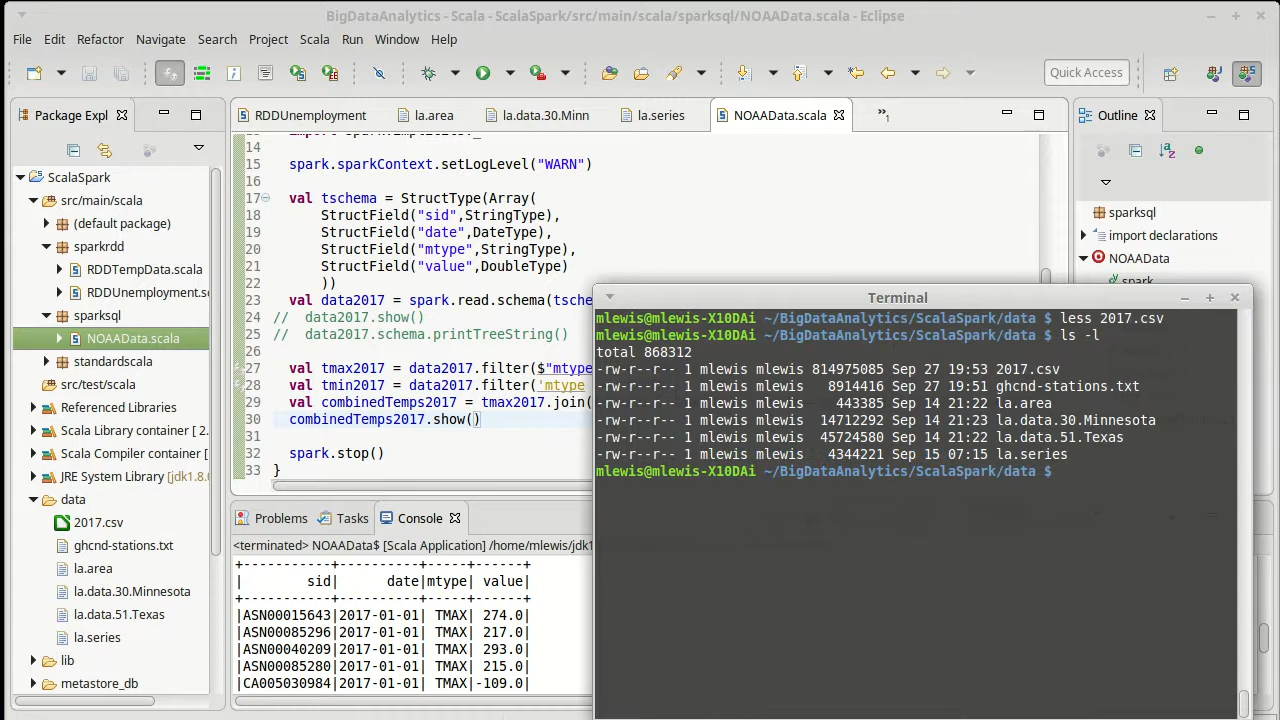 BigDataAnalytics - Scala - ScalaSpark/src/main/scala/sparksql/NOAAData.scala - Eclipse
File Edit Refactor Navigate Search Project Scala Run Window Help
Quick Access
Package Expl
RDDUnemployment
la.area
la.data.30.Minn
la.series
NOAAData.scala
»1
Outline
ScalaSpark
src/main/scala
(default package)
sparkrdd
RDDTempData.scala
RDDUnemployment.sc
sparksql
NOAAData.scala
standardscala
src/test/scala
Referenced Libraries
Scala Library container [ 2.
Scala Compiler container [
JRE System Library [jdk1.8.0
data
2017.csv
ghcnd-stations.txt
la.area
la.data.30.Minnesota
la.data.51.Texas
la.series
lib
metastore_db
14
15 spark.sparkContext.setLogLevel("WARN")
16
17 val tschema = StructType(Array(
18 StructField("sid",StringType),
19 StructField("date",DateType),
20 StructField("mtype",StringType),
21 StructField("value",DoubleType)
22 ))
23 val data2017 = spark.read.schema(tsche
24 // data2017.show()
25 // data2017.schema.printTreeString()
26
27 val tmax2017 = data2017.filter($"mtype
28 val tmin2017 = data2017.filter('mtype
29 val combinedTemps2017 = tmax2017.join(
30 combinedTemps2017.show()
31
32 spark.stop()
33 }
sparksql
import declarations
NOAAData
spark
Problems Tasks Console
<terminated> NOAAData$ [Scala Application] /home/mlewis/jdk1
+-----------+----------+-----+------+
| sid| date|mtype| value|
+-----------+----------+-----+------+
|ASN00015643|2017-01-01| TMAX| 274.0|
|ASN00085296|2017-01-01| TMAX| 217.0|
|ASN00040209|2017-01-01| TMAX| 293.0|
|ASN00085280|2017-01-01| TMAX| 215.0|
|CA005030984|2017-01-01| TMAX|-109.0|
Terminal
mlewis@mlewis-X10DAi ~/BigDataAnalytics/ScalaSpark/data $ less 2017.csv
mlewis@mlewis-X10DAi ~/BigDataAnalytics/ScalaSpark/data $ ls -l
total 868312
-rw-r--r-- 1 mlewis mlewis 814975085 Sep 27 19:53 2017.csv
-rw-r--r-- 1 mlewis mlewis 8914416 Sep 27 19:51 ghcnd-stations.txt
-rw-r--r-- 1 mlewis mlewis 443385 Sep 14 21:22 la.area
-rw-r--r-- 1 mlewis mlewis 14712292 Sep 14 21:23 la.data.30.Minnesota
-rw-r--r-- 1 mlewis mlewis 45724580 Sep 14 21:22 la.data.51.Texas
-rw-r--r-- 1 mlewis mlewis 4344221 Sep 15 07:15 la.series
mlewis@mlewis-X10DAi ~/BigDataAnalytics/ScalaSpark/data $